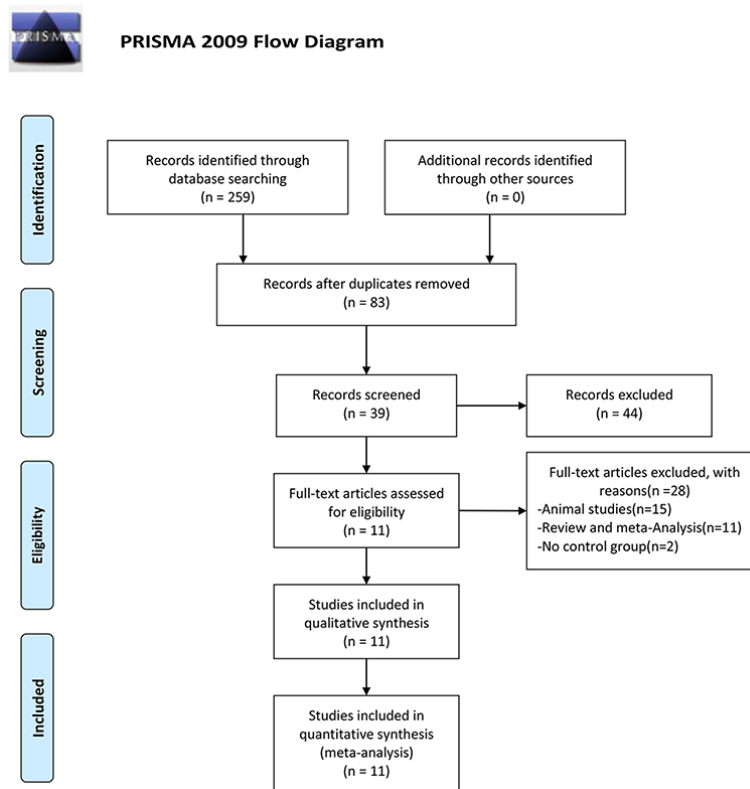 PRISMA
PRISMA 2009 Flow Diagram
Identification
Records identified through
database searching
(n = 259)
Additional records identified
through other sources
(n = 0)
Records after duplicates removed
(n = 83)
Screening
Records screened
(n = 39)
Records excluded
(n = 44)
Eligibility
Full-text articles assessed
for eligibility
(n = 11)
Full-text articles excluded, with
reasons(n =28)
-Animal studies(n=15)
-Review and meta-Analysis(n=11)
-No control group(n=2)
Studies included in
qualitative synthesis
(n = 11)
Included
Studies included in
quantitative synthesis
(meta-analysis)
(n = 11)